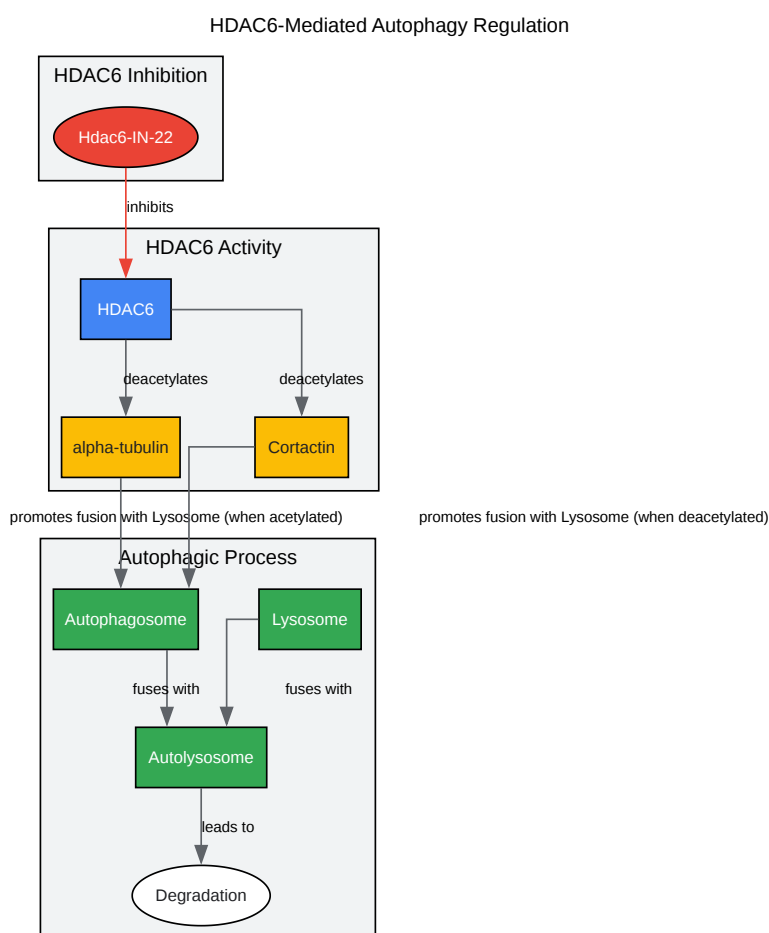 HDAC6-Mediated Autophagy Regulation
HDAC6 Inhibition
Hdac6-IN-22
inhibits
HDAC6 Activity
HDAC6
deacetylates
deacetylates
alpha-tubulin
Cortactin
promotes fusion with Lysosome (when acetylated)
promotes fusion with Lysosome (when deacetylated)
Autophagic Process
Autophagosome
Lysosome
fuses with
fuses with
Autolysosome
leads to
Degradation